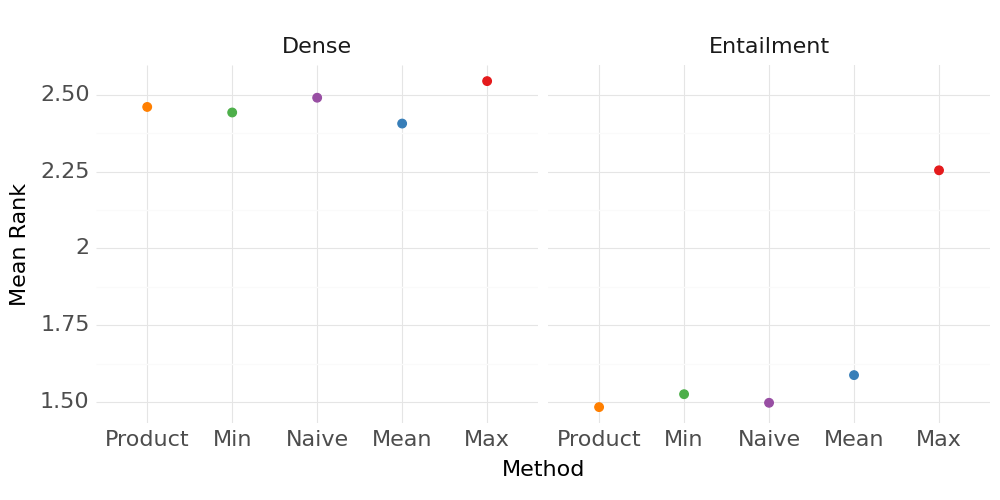 Dense
Entailment
Mean Rank
2.50
2.25
2
1.75
1.50
Product Min Naive Mean Max
Product Min Naive Mean Max
Method